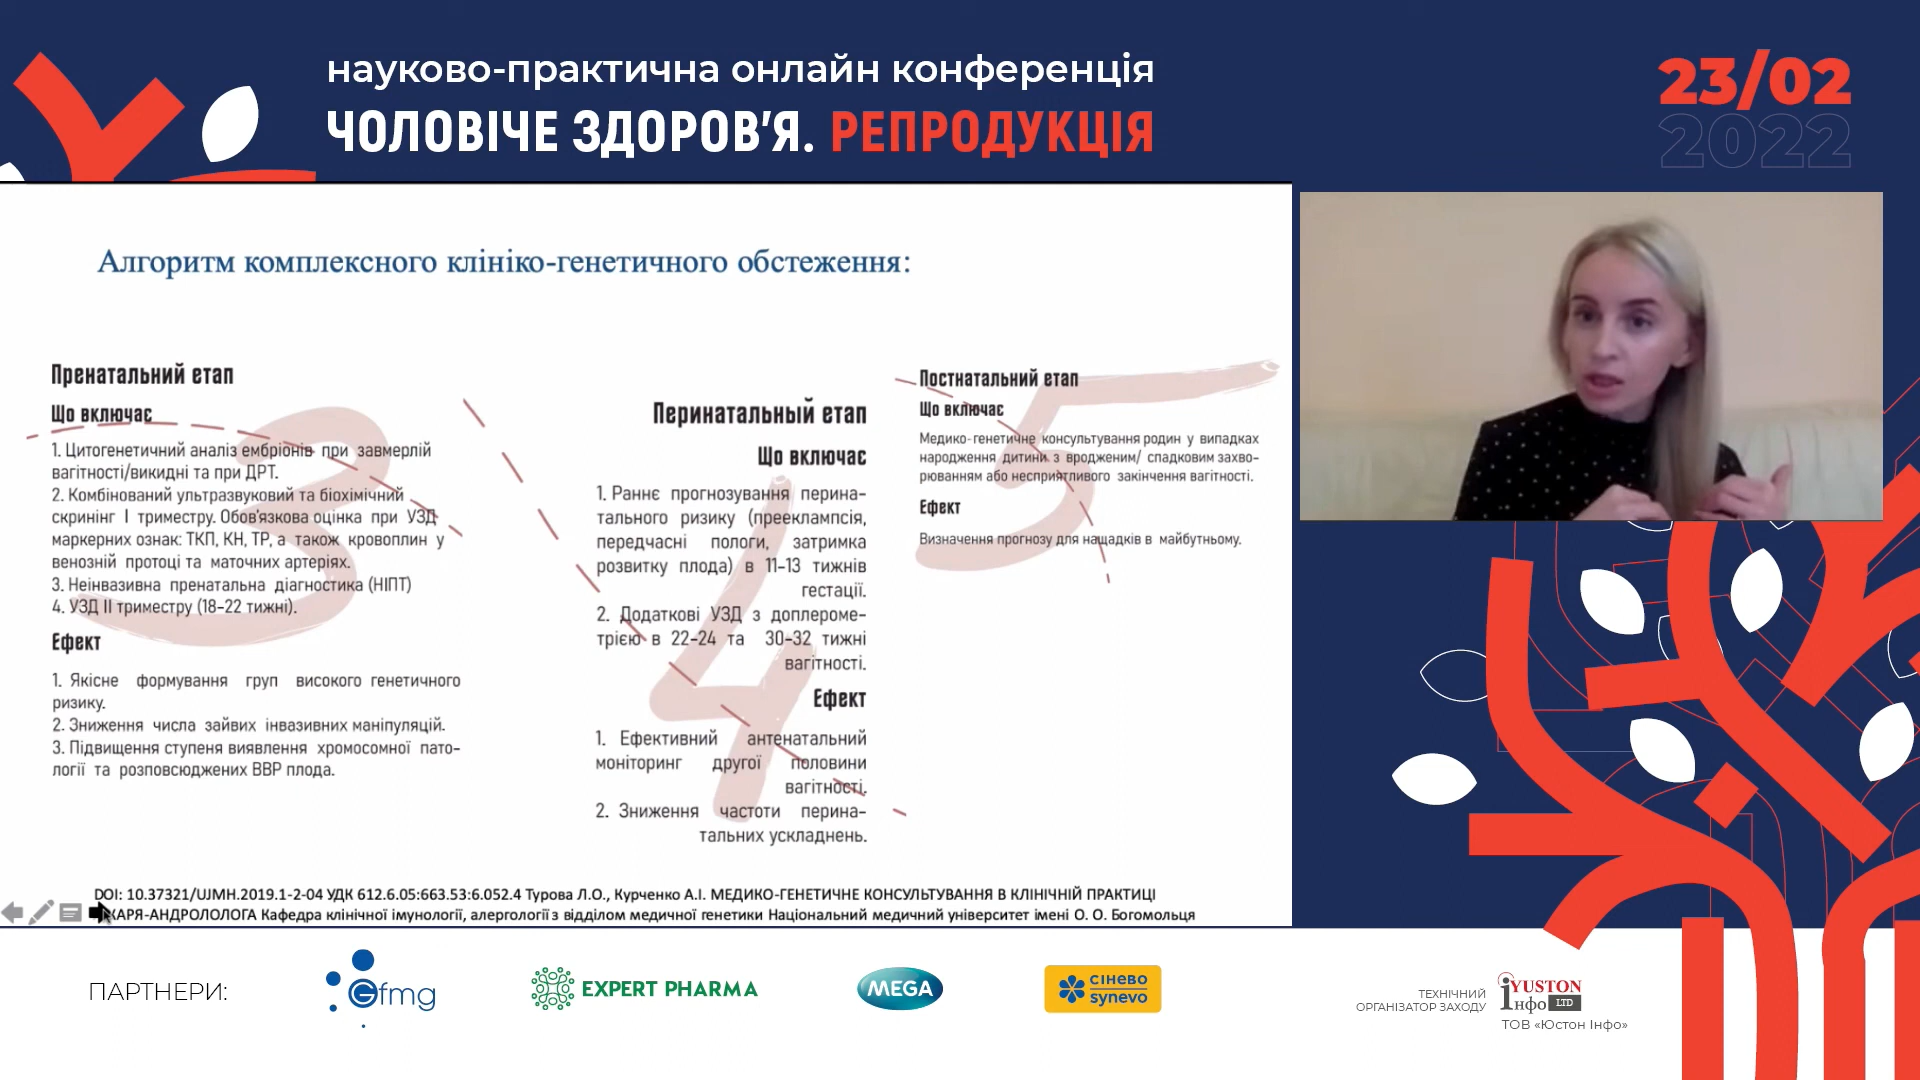 науково-практична онлайн конференція
ЧОЛОВІЧЕ ЗДОРОВ'Я. РЕПРОДУКЦІЯ
23/02
2022
Алгоритм комплексного клініко-генетичного обстеження:
Пренатальний етап
Що включає
1. Цитогенетичний аналіз ембріонів при завмерлій
вагітності/викидні та при ДРТ.
2. Комбінований ультразвуковий та біохімічний
скринінг I триместру. Обов'язкова оцінка при УЗД
маркерних ознак: ТКП, КН, ТР, а також кровоплин у
венозній протоці та маточних артеріях.
3. Неінвазивна пренатальна діагностика (НІПТ)
4. УЗД II триместру (18-22 тижні).
Ефект
1. Якісне формування груп високого генетичного
ризику.
2. Зниження числа зайвих інвазивних маніпуляцій.
3. Підвищення ступеня виявлення хромосомної пато-
логії та розповсюджених ВВР плода.
3
Перинатальный етап
Що включає
1. Раннє прогнозування перина-
тального ризику (прееклампсія,
передчасні пологи, затримка
розвитку плода) в 11-13 тижнів
гестації.
2. Додаткові УЗД з доплероме-
трією в 22-24 та 30-32 тижні
вагітності.
Ефект
1. Ефективний антенатальний
моніторинг другої половини
вагітності.
2. Зниження частоти перина-
тальних ускладнень.
4
Постнатальний етап
Що включає
Медико-генетичне консультування родин у випадках
народження дитини з вродженим/ спадковим захво-
рюванням або несприятливого закінчення вагітності.
Ефект
Визначення прогнозу для нащадків в майбутньому.
5
DOI: 10.37321/UJMH.2019.1-2-04 УДК 612.6.05:663.53:6.052.4 Турова Л.О., Курченко А.І. МЕДИКО-ГЕНЕТИЧНЕ КОНСУЛЬТУВАННЯ В КЛІНІЧНІЙ ПРАКТИЦІ
КАРЯ-АНДРОЛОЛОГА Кафедра клінічної імунології, алергології з відділом медичної генетики Національний медичний університет імені О. О. Богомольця
ПАРТНЕРИ:
Gfmg
EXPERT PHARMA
MEGA
сінево
synevo
ТЕХНІЧНИЙ
ОРГАНІЗАТОР ЗАХОДУ
YUSTON
інфо LTD
ТОВ «Юстон Інфо»